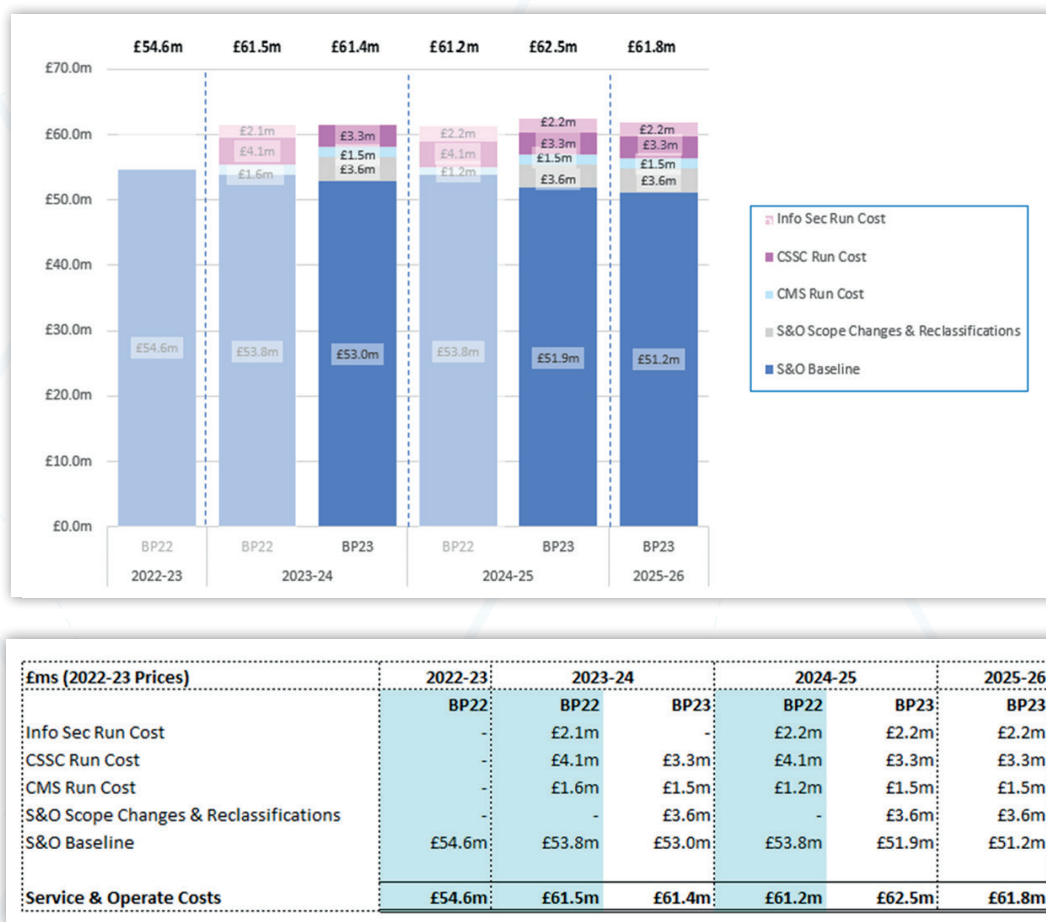 £54.6m £61.5m £61.4m £61.2m £62.5m £61.8m
£70.0m
£60.0m
£50.0m
£40.0m
£30.0m
£20.0m
£10.0m
£0.0m
£54.6m
£2.1m
£4.1m
£1.6m
£53.8m
£3.3m
£1.5m
£3.6m
£53.0m
£2.2m
£4.1m
£1.2m
£53.8m
£2.2m
£3.3m
£1.5m
£3.6m
£51.9m
£2.2m
£3.3m
£1.5m
£3.6m
£51.2m
BP22 BP22 BP23 BP22 BP23 BP23
2022-23 2023-24 2024-25 2025-26
Info Sec Run Cost
CSSC Run Cost
CMS Run Cost
S&O Scope Changes & Reclassifications
S&O Baseline
£ms (2022-23 Prices) 2022-23 2023-24 2024-25 2025-26
BP22 BP22 BP23 BP22 BP23 BP23
Info Sec Run Cost - £2.1m - £2.2m £2.2m £2.2m
CSSC Run Cost - £4.1m £3.3m £4.1m £3.3m £3.3m
CMS Run Cost - £1.6m £1.5m £1.2m £1.5m £1.5m
S&O Scope Changes & Reclassifications - - £3.6m - £3.6m £3.6m
S&O Baseline £54.6m £53.8m £53.0m £53.8m £51.9m £51.2m
Service & Operate Costs £54.6m £61.5m £61.4m £61.2m £62.5m £61.8m